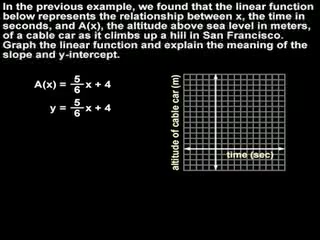 In the previous example, we found that the linear function
below represents the relationship between x, the time in
seconds, and A(x), the altitude above sea level in meters,
of a cable car as it climbs up a hill in San Francisco.
Graph the linear function and explain the meaning of the
slope and y-intercept.
A(x) = 5/6 x + 4
y = 5/6 x + 4
altitude of cable car (m)
time (sec)